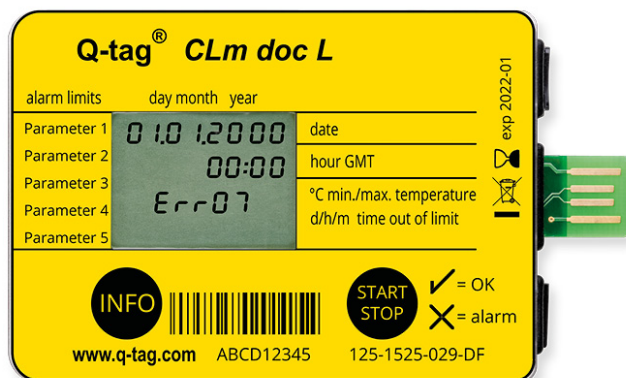 Q-tag® CLm doc L
alarm limits day month year
Parameter 1 01.01.2000 date
Parameter 2 00:00 hour GMT
Parameter 3 Err07 °C min./max. temperature
Parameter 4 d/h/m time out of limit
Parameter 5
exp 2022-01
INFO START STOP
✓ = OK
✗ = alarm
www.q-tag.com ABCD12345 125-1525-029-DF